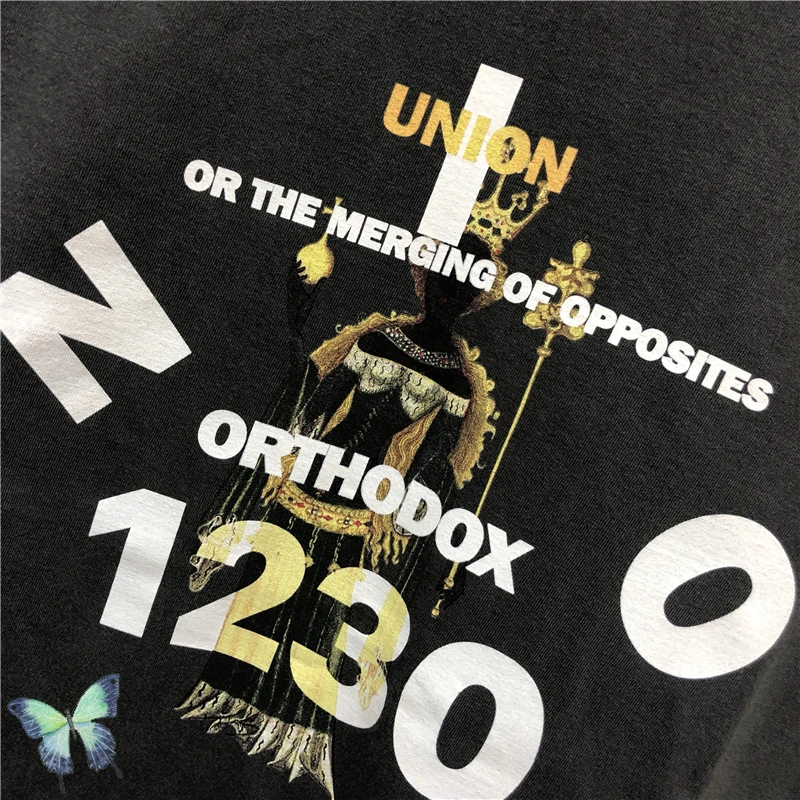 UNION
OR THE MERGING OF OPPOSITES
N
ORTHODOX
1230
O